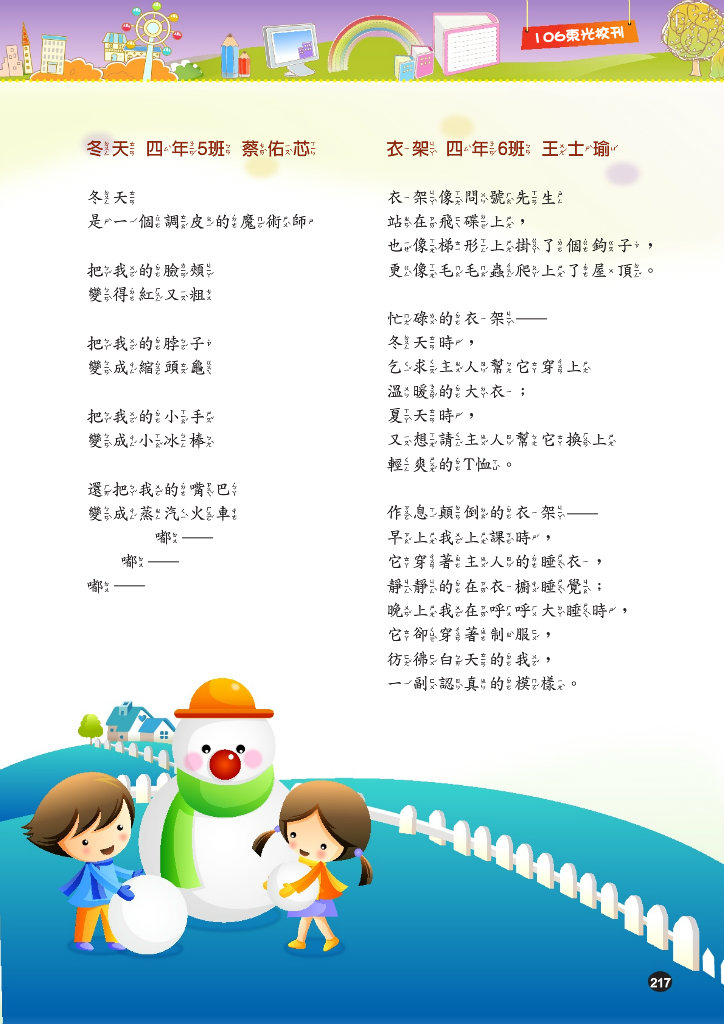 106東光校刊
冬天 四年5班 蔡佑芯
冬天
是一個調皮的魔術師
把我的臉頰
變得紅又粗
把我的脖子
變成縮頭龜
把我的小手
變成小冰棒
還把我的嘴巴
變成蒸汽火車
嘟——
嘟——
嘟——
衣架 四年6班 王士瑜
衣架像問號先生
站在飛碟上，
也像梯形上掛了個鉤子，
更像毛毛蟲爬上了屋頂。
忙碌的衣架——
冬天時，
乞求主人幫它穿上
溫暖的大衣；
夏天時，
又想請主人幫它換上
輕爽的T恤。
作息顛倒的衣架——
早上我上課時，
它穿著主人的睡衣，
靜靜的在衣櫥睡覺；
晚上我在呼呼大睡時，
它卻穿著制服，
彷彿白天的我，
一副認真的模樣。
217